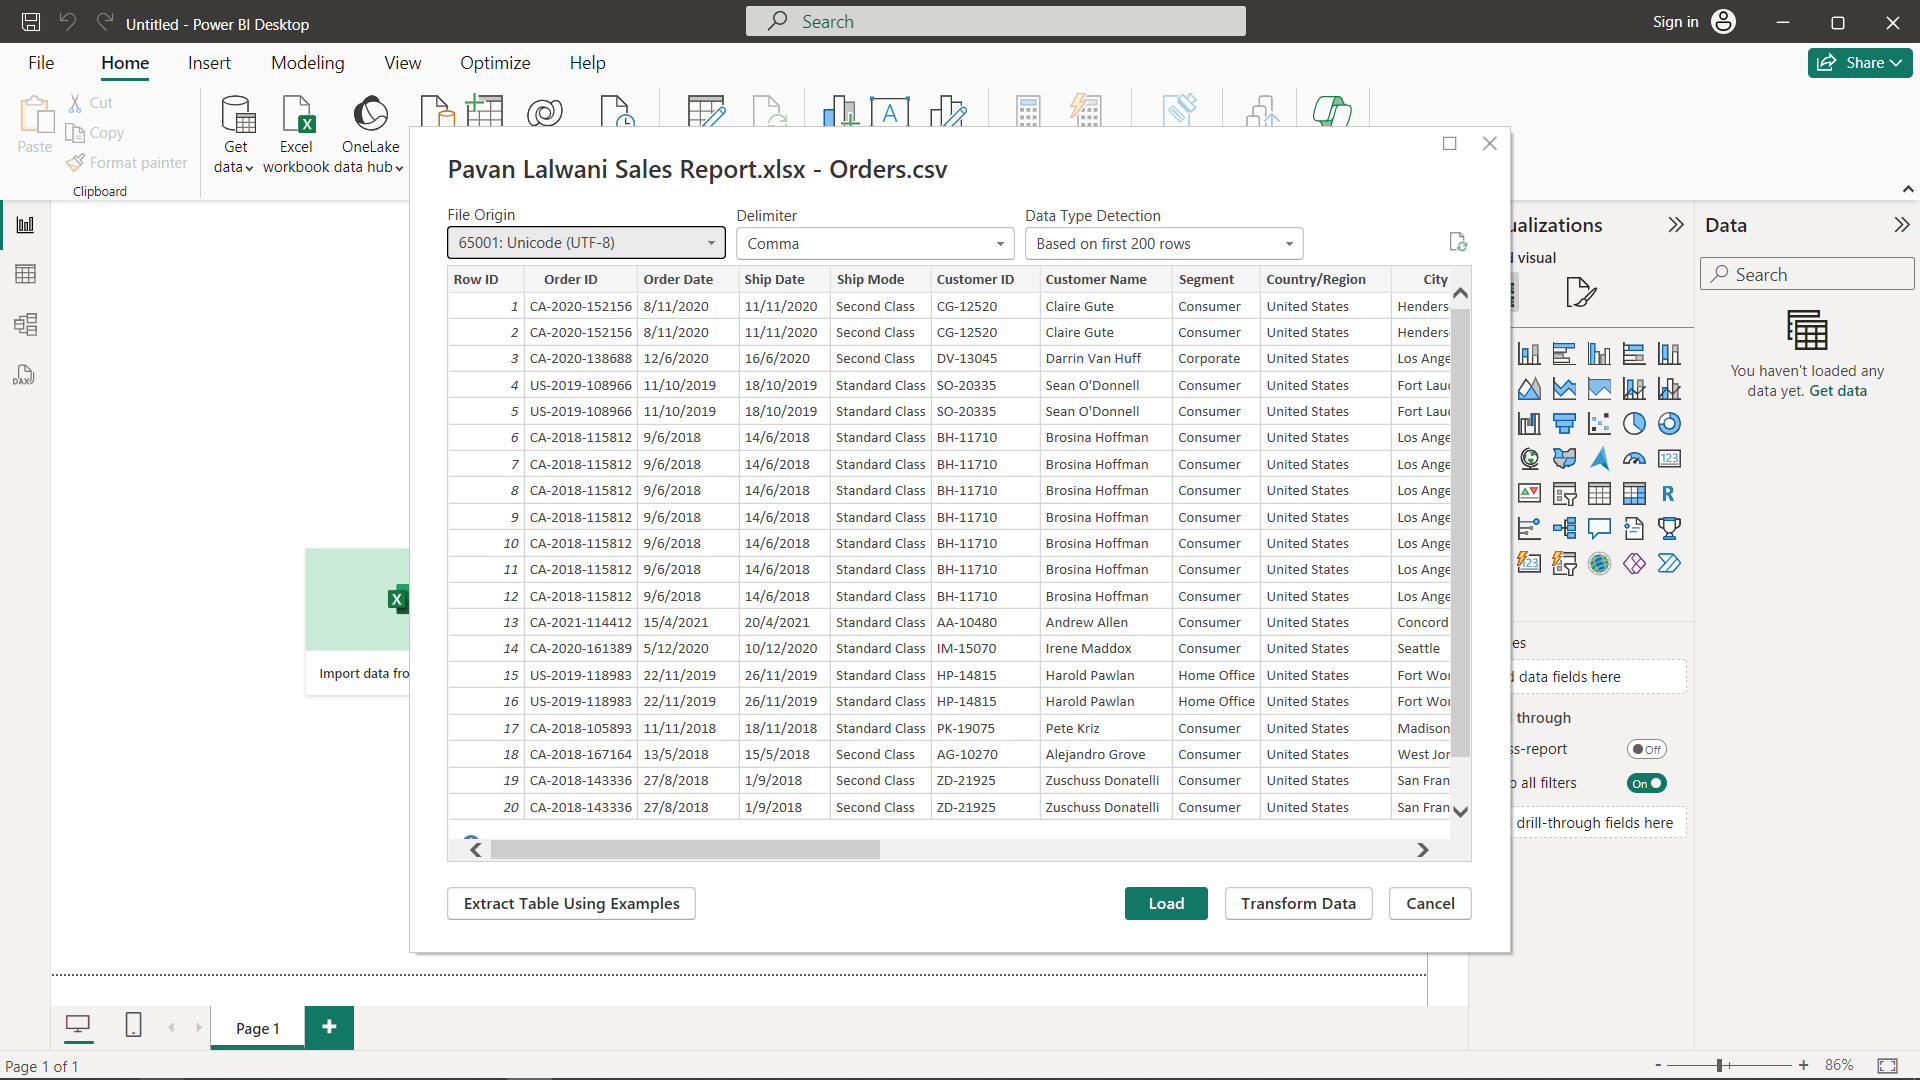 Untitled - Power BI Desktop
Search
Sign in
File Home Insert Modeling View Optimize Help
Share
Paste
Cut
Copy
Format painter
Clipboard
Get data
Excel workbook
OneLake data hub
Pavan Lalwani Sales Report.xlsx - Orders.csv
File Origin Delimiter Data Type Detection
65001: Unicode (UTF-8) Comma Based on first 200 rows
Row ID Order ID Order Date Ship Date Ship Mode Customer ID Customer Name Segment Country/Region City
1 CA-2020-152156 8/11/2020 11/11/2020 Second Class CG-12520 Claire Gute Consumer United States Henders
2 CA-2020-152156 8/11/2020 11/11/2020 Second Class CG-12520 Claire Gute Consumer United States Henders
3 CA-2020-138688 12/6/2020 16/6/2020 Second Class DV-13045 Darrin Van Huff Corporate United States Los Ange
4 US-2019-108966 11/10/2019 18/10/2019 Standard Class SO-20335 Sean O'Donnell Consumer United States Fort Laud
5 US-2019-108966 11/10/2019 18/10/2019 Standard Class SO-20335 Sean O'Donnell Consumer United States Fort Laud
6 CA-2018-115812 9/6/2018 14/6/2018 Standard Class BH-11710 Brosina Hoffman Consumer United States Los Ange
7 CA-2018-115812 9/6/2018 14/6/2018 Standard Class BH-11710 Brosina Hoffman Consumer United States Los Ange
8 CA-2018-115812 9/6/2018 14/6/2018 Standard Class BH-11710 Brosina Hoffman Consumer United States Los Ange
9 CA-2018-115812 9/6/2018 14/6/2018 Standard Class BH-11710 Brosina Hoffman Consumer United States Los Ange
10 CA-2018-115812 9/6/2018 14/6/2018 Standard Class BH-11710 Brosina Hoffman Consumer United States Los Ange
11 CA-2018-115812 9/6/2018 14/6/2018 Standard Class BH-11710 Brosina Hoffman Consumer United States Los Ange
12 CA-2018-115812 9/6/2018 14/6/2018 Standard Class BH-11710 Brosina Hoffman Consumer United States Los Ange
13 CA-2021-114412 15/4/2021 20/4/2021 Standard Class AA-10480 Andrew Allen Consumer United States Concord
14 CA-2020-161389 5/12/2020 10/12/2020 Standard Class IM-15070 Irene Maddox Consumer United States Seattle
15 US-2019-118983 22/11/2019 26/11/2019 Standard Class HP-14815 Harold Pawlan Home Office United States Fort Wor
16 US-2019-118983 22/11/2019 26/11/2019 Standard Class HP-14815 Harold Pawlan Home Office United States Fort Wor
17 CA-2018-105893 11/11/2018 18/11/2018 Standard Class PK-19075 Pete Kriz Consumer United States Madison
18 CA-2018-167164 13/5/2018 15/5/2018 Second Class AG-10270 Alejandro Grove Consumer United States West Jor
19 CA-2018-143336 27/8/2018 1/9/2018 Second Class ZD-21925 Zuschuss Donatelli Consumer United States San Fran
20 CA-2018-143336 27/8/2018 1/9/2018 Second Class ZD-21925 Zuschuss Donatelli Consumer United States San Fran
Extract Table Using Examples
Load
Transform Data
Cancel
Import data fro
ualizations
d visual
es
d data fields here
through
ss-report
Off
p all filters
On
drill-through fields here
Data
Search
You haven't loaded any
data yet. Get data
Page 1
Page 1 of 1
86%